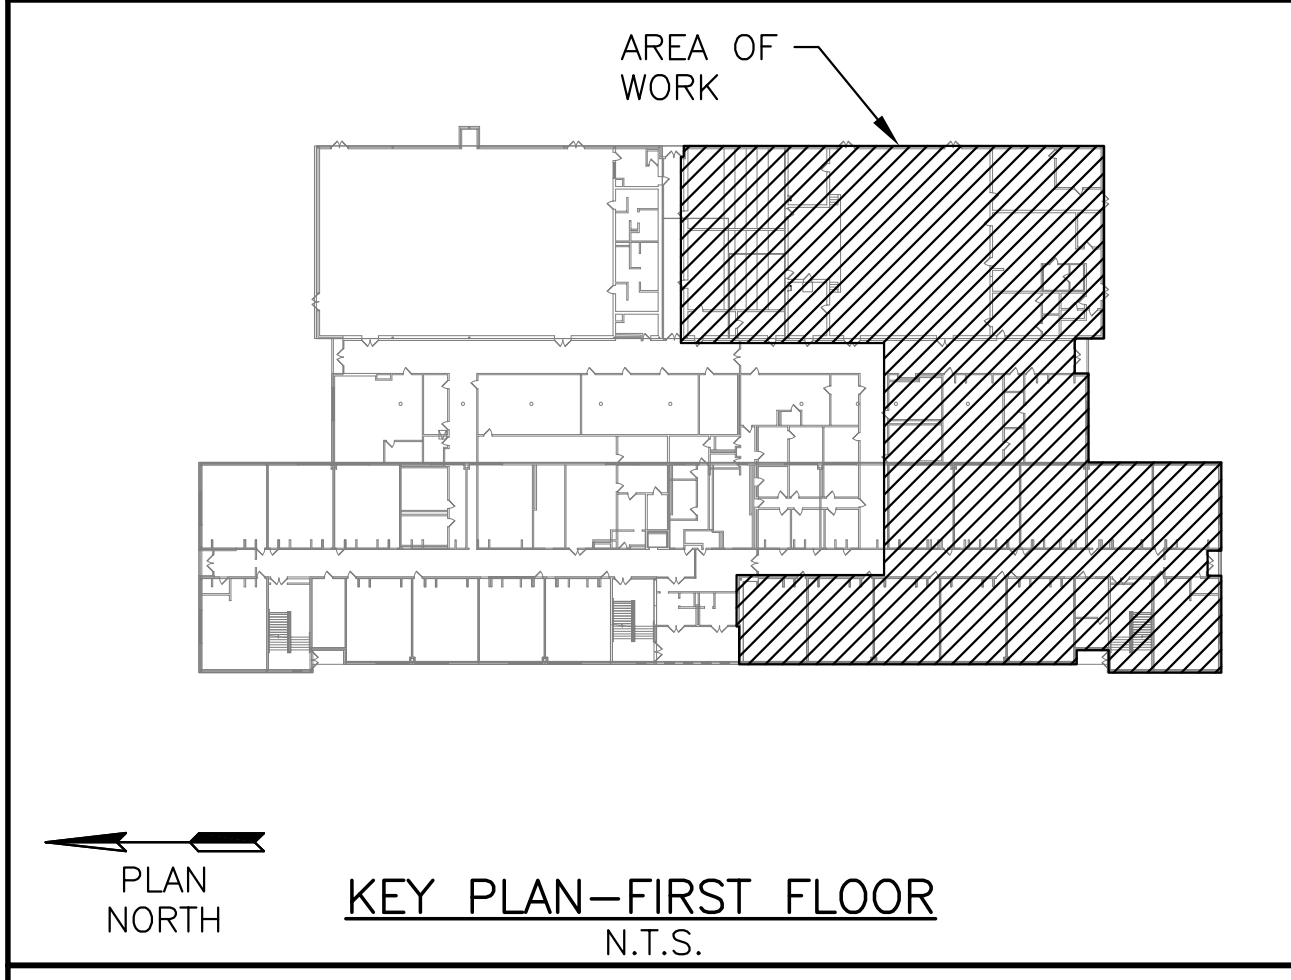 AREA OF
WORK
PLAN
NORTH
KEY PLAN-FIRST FLOOR
N.T.S.